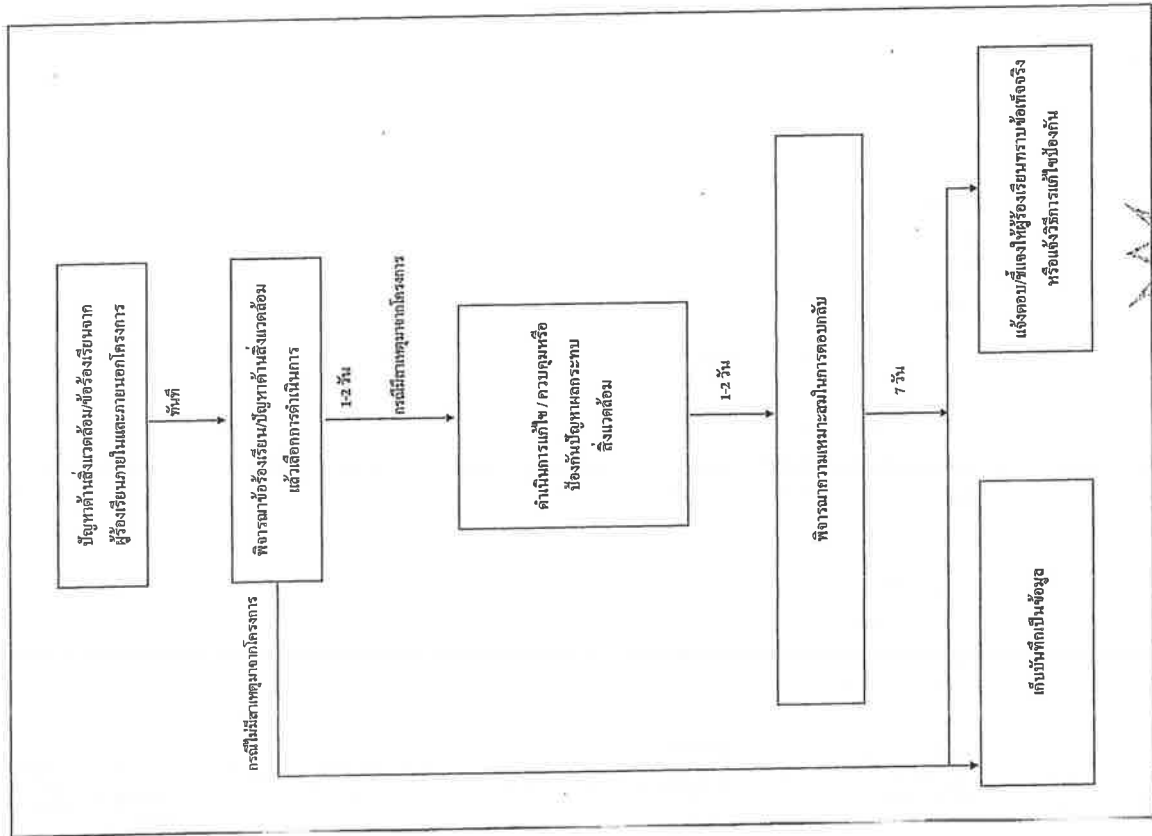 ปัญหาด้านสิ่งแวดล้อม/ข้อร้องเรียนจาก
ผู้ร้องเรียนภายในและภายนอกโครงการ
ทันที
พิจารณาข้อร้องเรียน/ปัญหาด้านสิ่งแวดล้อม
แล้วเลือกการดำเนินการ
กรณีไม่มีสาเหตุมาจากโครงการ
1-2 วัน
กรณีมีสาเหตุมาจากโครงการ
ดำเนินการแก้ไข / ควบคุมหรือ
ป้องกันปัญหาผลกระทบ
สิ่งแวดล้อม
1-2 วัน
พิจารณาความเหมาะสมในการตอบกลับ
7 วัน
เก็บบันทึกเป็นข้อมูล
แจ้งตอบ/ชี้แจงให้ผู้ร้องเรียนทราบข้อเท็จจริง
หรือแจ้งวิธีการแก้ไขป้องกัน